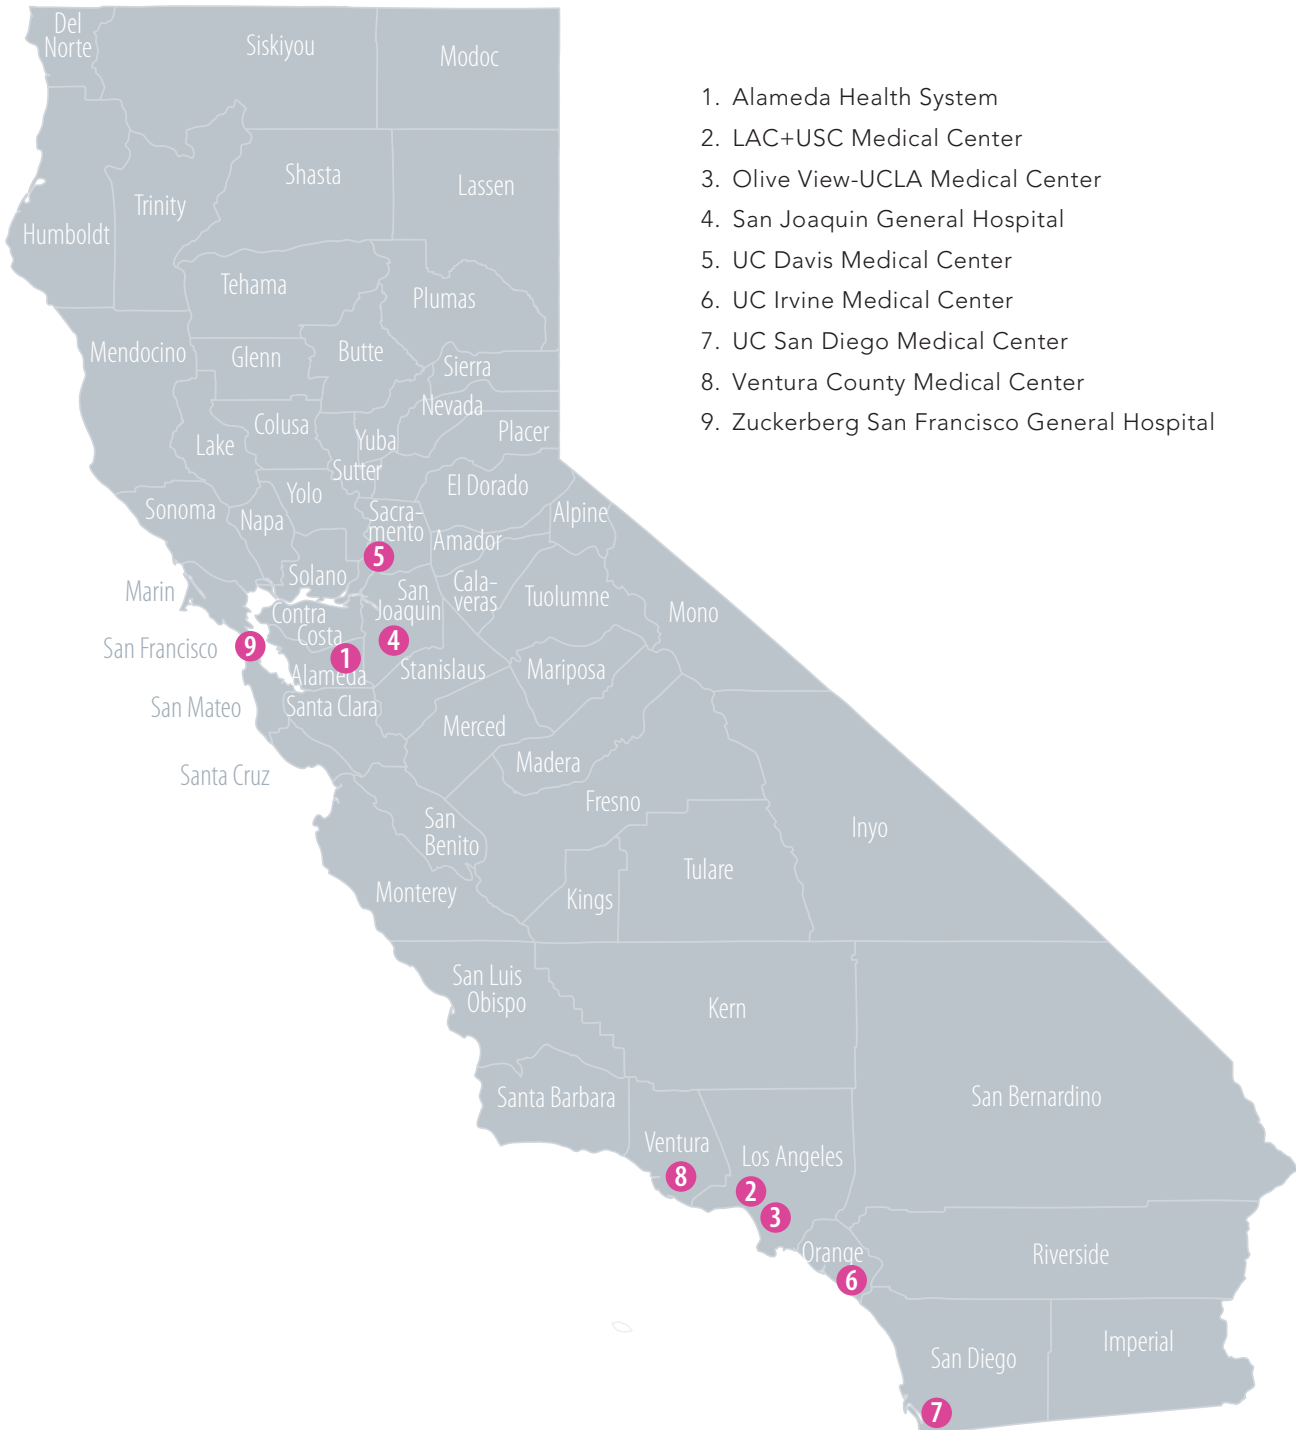 Del
Norte
Siskiyou
Modoc
1. Alameda Health System
2. LAC+USC Medical Center
3. Olive View-UCLA Medical Center
4. San Joaquin General Hospital
5. UC Davis Medical Center
6. UC Irvine Medical Center
7. UC San Diego Medical Center
8. Ventura County Medical Center
9. Zuckerberg San Francisco General Hospital
Shasta
Lassen
Trinity
Humboldt
Tehama
Plumas
Mendocino
Glenn
Butte
Sierra
Nevada
Colusa
Placer
Lake
Yuba
Sutter
Yolo
El Dorado
Sonoma
Napa
Sacra-
mento
Alpine
Amador
5
Solano
Marin
San
Joaquin
Cala-
veras
Tuolumne
Mono
Contra
Costa
San Francisco
9
4
1
Alameda
Stanislaus
Mariposa
San Mateo
Santa Clara
Merced
Madera
Santa Cruz
Fresno
San
Benito
Inyo
Tulare
Monterey
Kings
San Luis
Obispo
Kern
Santa Barbara
San Bernardino
Ventura
Los Angeles
8
2
3
Orange
Riverside
6
San Diego
Imperial
7